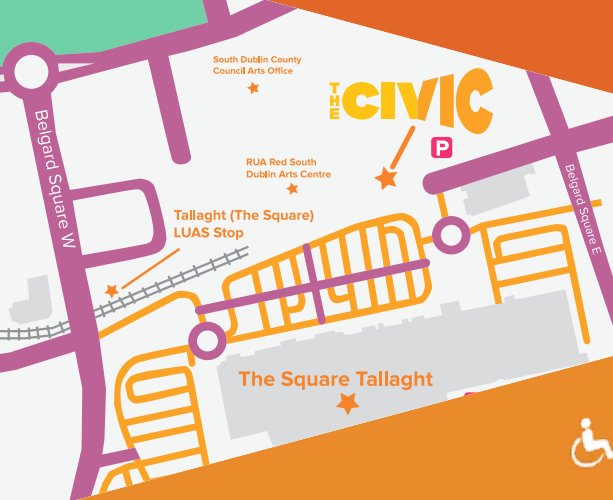 South Dublin County
Council Arts Office
THE CIVIC
P
RUA Red South
Dublin Arts Centre
Belgard Square W
Belgard Square E
Tallaght (The Square)
LUAS Stop
The Square Tallaght